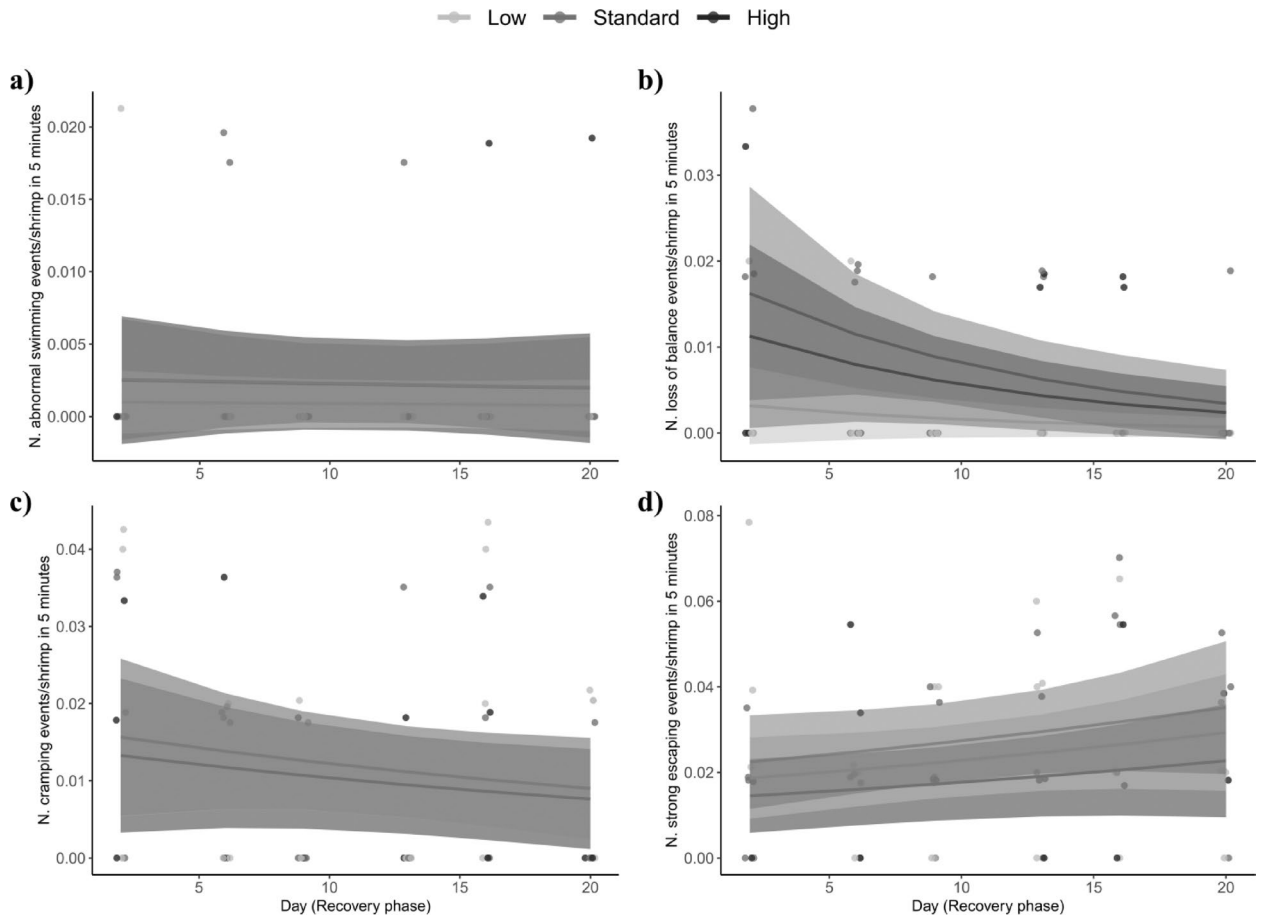 Low Standard High
a)
N. abnormal swimming events/shrimp in 5 minutes
0.020
0.015
0.010
0.005
0.000
5 10 15 20
b)
N. loss of balance events/shrimp in 5 minutes
0.03
0.02
0.01
0.00
5 10 15 20
c)
N. cramping events/shrimp in 5 minutes
0.04
0.03
0.02
0.01
0.00
5 10 15 20
Day (Recovery phase)
d)
N. strong escaping events/shrimp in 5 minutes
0.08
0.06
0.04
0.02
0.00
5 10 15 20
Day (Recovery phase)